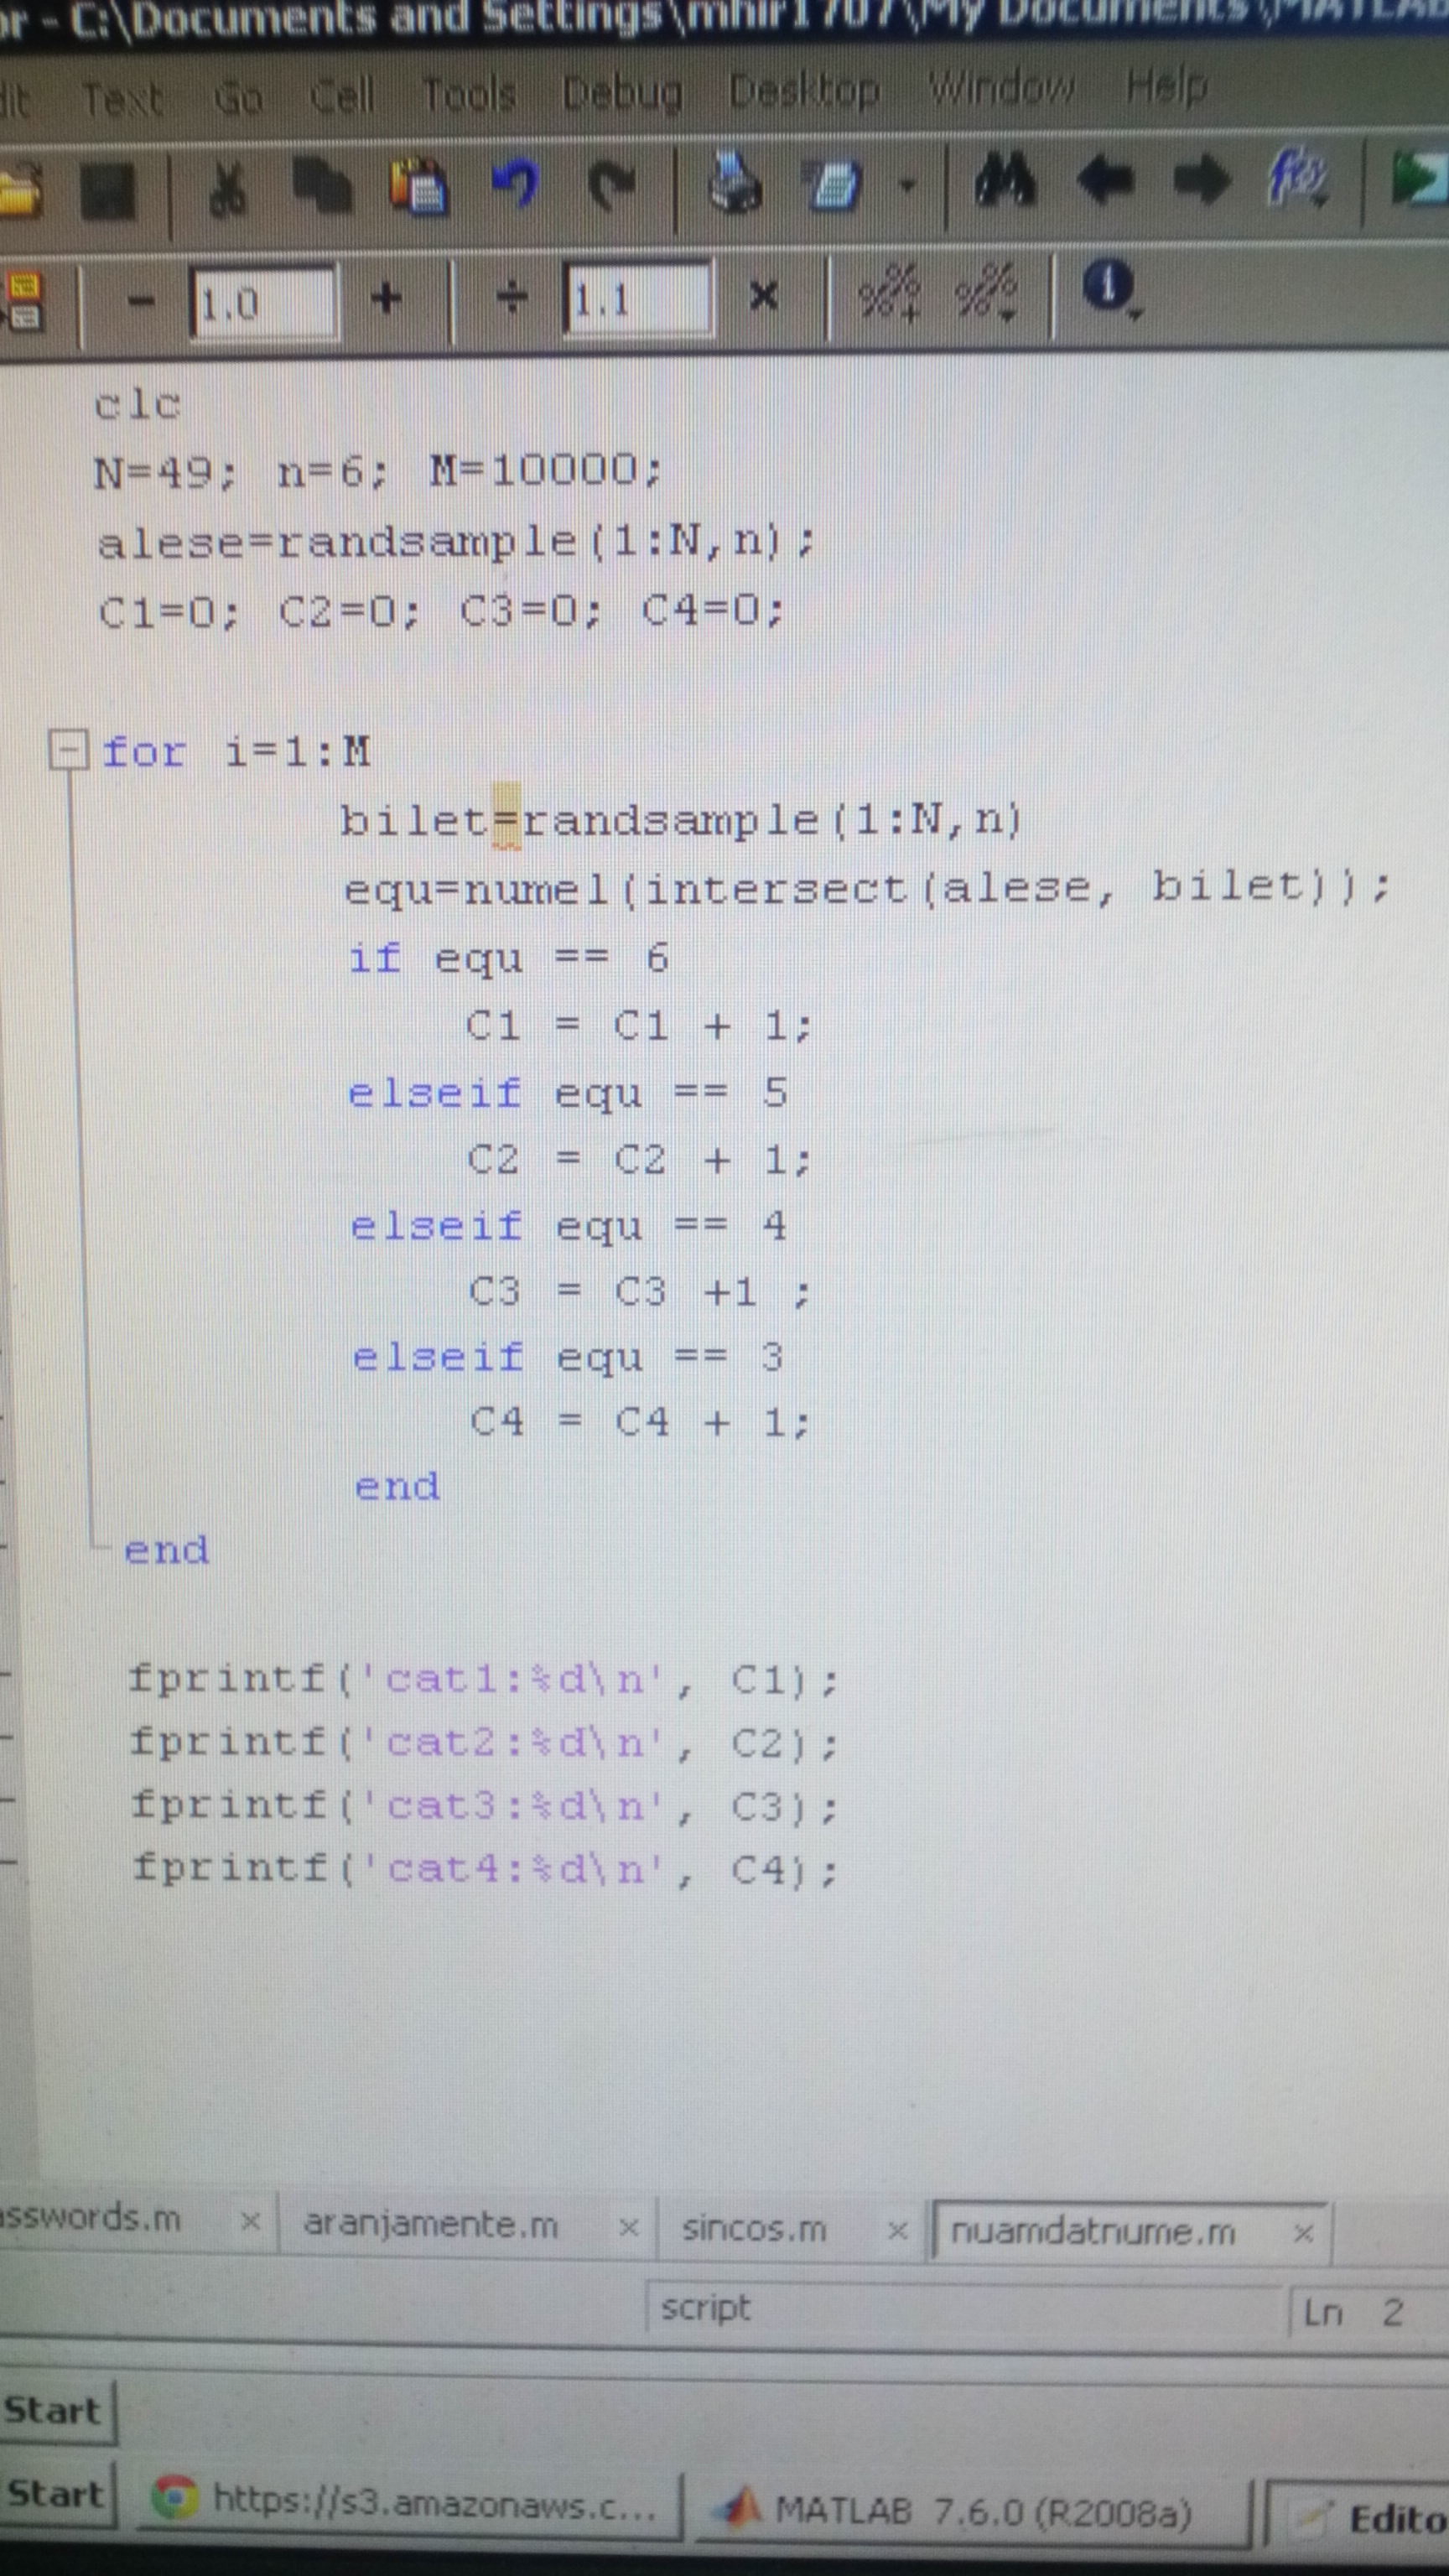 or - C:\Documents and Settings\mhir1707\My Documents\MATLAB
dit Text Go Cell Tools Debug Desktop Window Help
- 1.0 + ÷ 1.1 ×
clc
N=49; n=6; M=10000;
alese=randsample(1:N,n);
C1=0; C2=0; C3=0; C4=0;
for i=1:M
bilet=randsample(1:N,n)
equ=numel(intersect(alese, bilet));
if equ == 6
C1 = C1 + 1;
elseif equ == 5
C2 = C2 + 1;
elseif equ == 4
C3 = C3 +1 ;
elseif equ == 3
C4 = C4 + 1;
end
end
fprintf('cat1:%d\n', C1);
fprintf('cat2:%d\n', C2);
fprintf('cat3:%d\n', C3);
fprintf('cat4:%d\n', C4);
asswords.m × aranjamente.m × sincos.m × nuamdatnume.m ×
script Ln 2
Start
Start https://s3.amazonaws.c... MATLAB 7.6.0 (R2008a) Edito